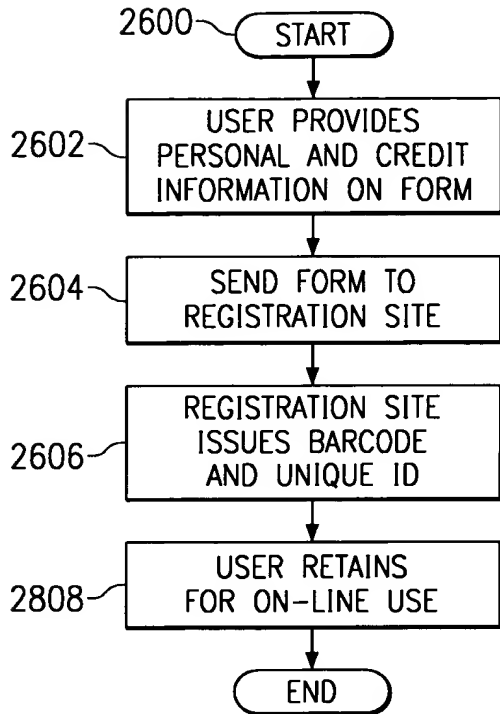 2600
START
2602
USER PROVIDES
PERSONAL AND CREDIT
INFORMATION ON FORM
2604
SEND FORM TO
REGISTRATION SITE
2606
REGISTRATION SITE
ISSUES BARCODE
AND UNIQUE ID
2808
USER RETAINS
FOR ON-LINE USE
END